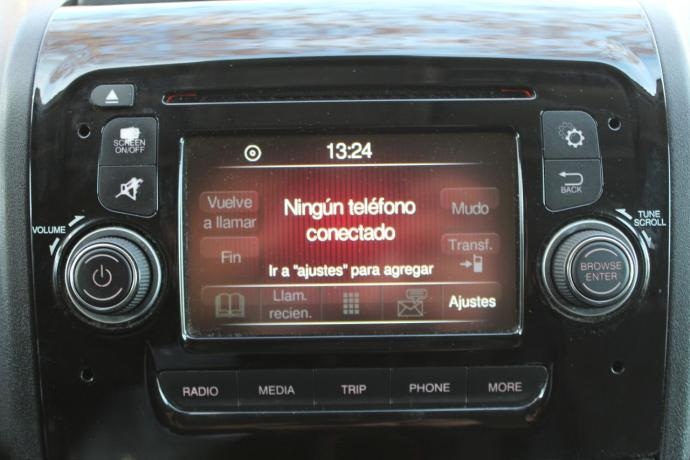 SCREEN
ON/OFF
13:24
Vuelve
a llamar
Ningún teléfono
conectado
Mudo
Fin
Transf.
Ir a "ajustes" para agregar
Llam.
recien.
Ajustes
VOLUME
BACK
TUNE
SCROLL
BROWSE
ENTER
RADIO
MEDIA
TRIP
PHONE
MORE